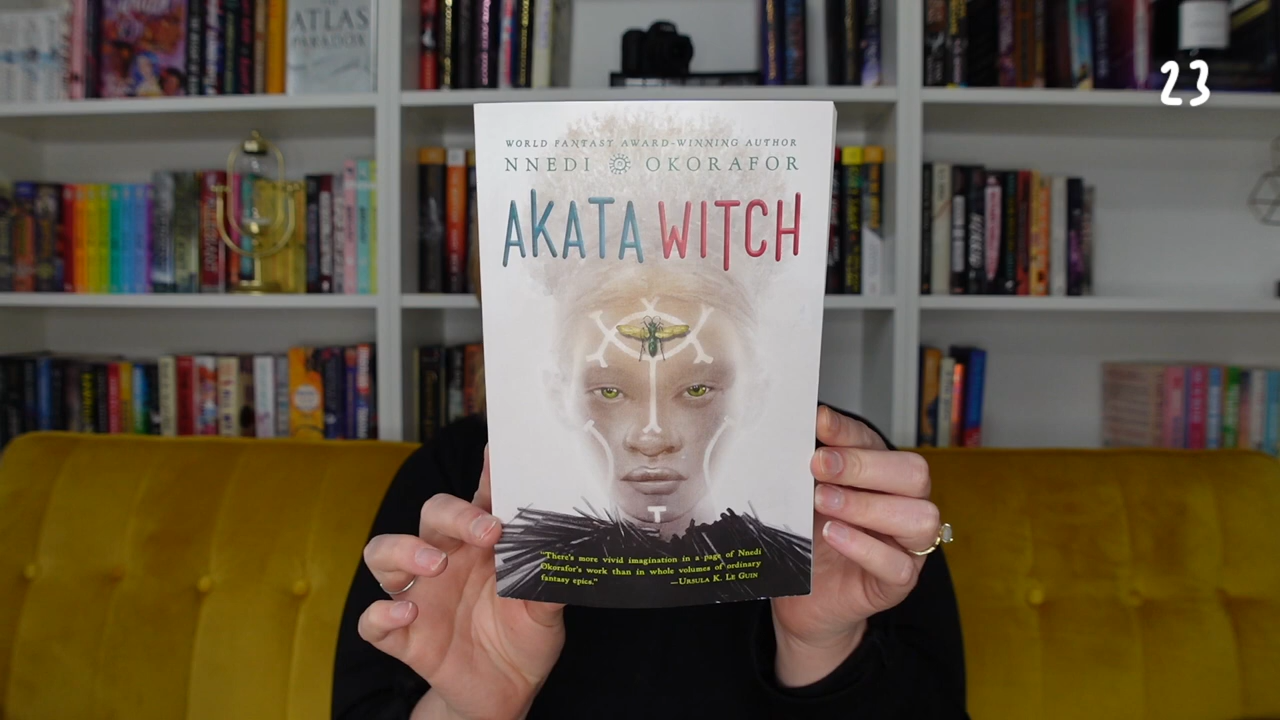 ATLAS
PARADOX
23
WORLD FANTASY AWARD-WINNING AUTHOR
NNEDI OKORAFOR
AKATA WITCH
"There's more vivid imagination in a page of Nnedi
Okorafor's work than in whole volumes of ordinary
fantasy epics."
—Ursula K. Le Guin